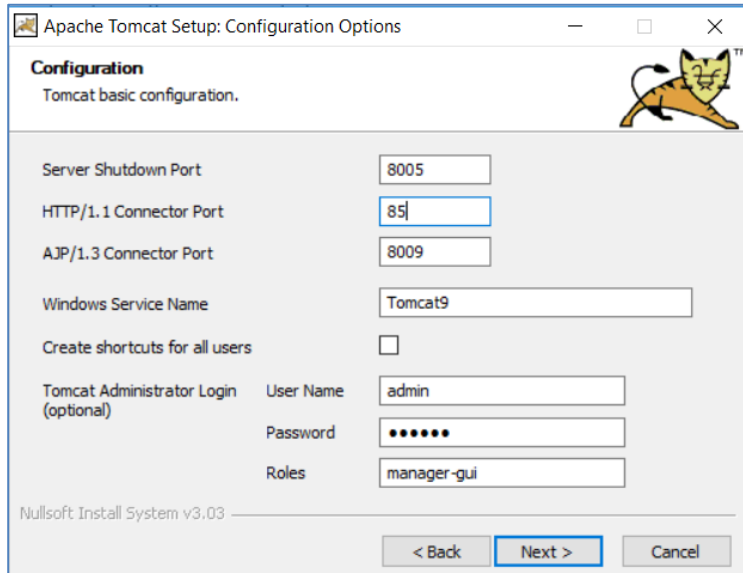 Apache Tomcat Setup: Configuration Options
Configuration
Tomcat basic configuration.
TM
Server Shutdown Port 8005
HTTP/1.1 Connector Port 85
AJP/1.3 Connector Port 8009
Windows Service Name Tomcat9
Create shortcuts for all users
Tomcat Administrator Login User Name admin
(optional)
Password ●●●●●●
Roles manager-gui
Nullsoft Install System v3.03
< Back Next > Cancel